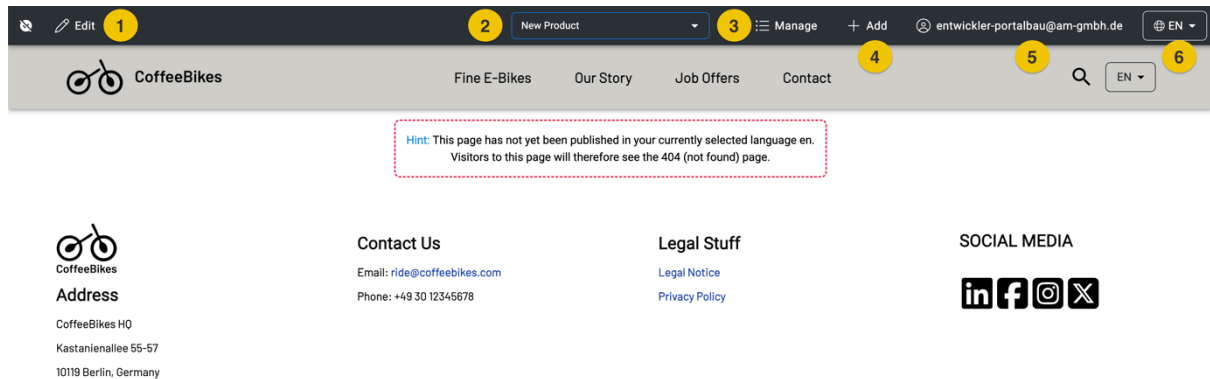 Edit 1 2 New Product 3 Manage Add entwickler-portalbau@am-gmbh.de EN
4 5 6
CoffeeBikes Fine E-Bikes Our Story Job Offers Contact EN
Hint: This page has not yet been published in your currently selected language en.
Visitors to this page will therefore see the 404 (not found) page.
CoffeeBikes
Address
CoffeeBikes HQ
Kastanienallee 55-57
10119 Berlin, Germany
Contact Us
Email: ride@coffeebikes.com
Phone: +49 30 12345678
Legal Stuff
Legal Notice
Privacy Policy
SOCIAL MEDIA
in f X